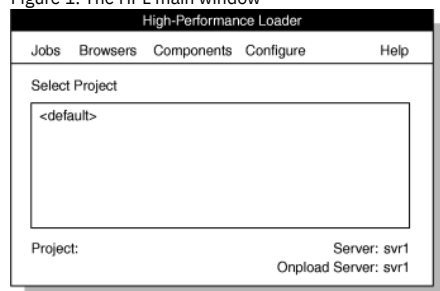 Figure 1. The HPL main window
High-Performance Loader
Jobs Browsers Components Configure Help
Select Project
<default>
Project: Server: svr1
Onpload Server: svr1